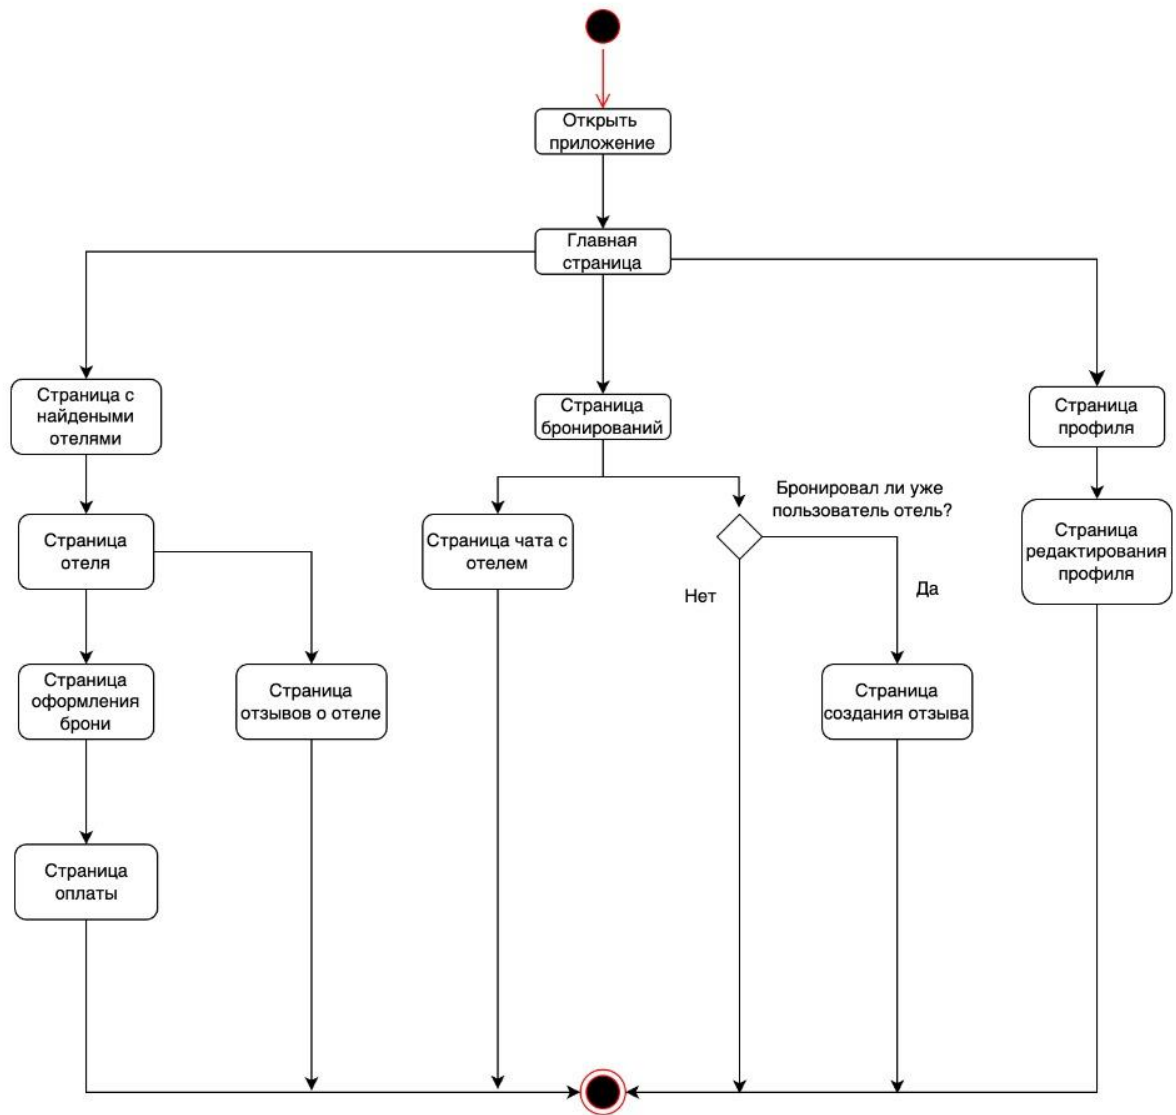 Открыть
приложение
Главная
страница
Страница с
найдеными
отелями
Страница
бронирований
Страница
профиля
Бронировал ли уже
пользователь отель?
Страница
отеля
Страница чата с
отелем
Страница
редактирования
профиля
Нет
Да
Страница
оформления
брони
Страница
отзывов о отеле
Страница
создания отзыва
Страница
оплаты